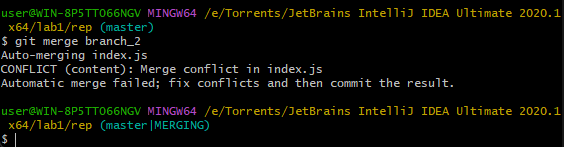 user@WIN-8P5TTO66NGV MINGW64 /e/Torrents/JetBrains IntelliJ IDEA Ultimate 2020.1
x64/lab1/rep (master)
$ git merge branch_2
Auto-merging index.js
CONFLICT (content): Merge conflict in index.js
Automatic merge failed; fix conflicts and then commit the result.
user@WIN-8P5TTO66NGV MINGW64 /e/Torrents/JetBrains IntelliJ IDEA Ultimate 2020.1
x64/lab1/rep (master|MERGING)
$